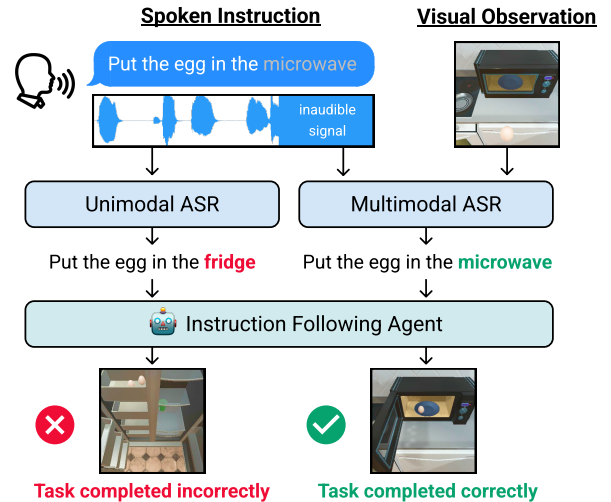 Spoken Instruction
Visual Observation
Put the egg in the microwave
inaudible
signal
Unimodal ASR
Multimodal ASR
Put the egg in the fridge
Put the egg in the microwave
Instruction Following Agent
Task completed incorrectly
Task completed correctly